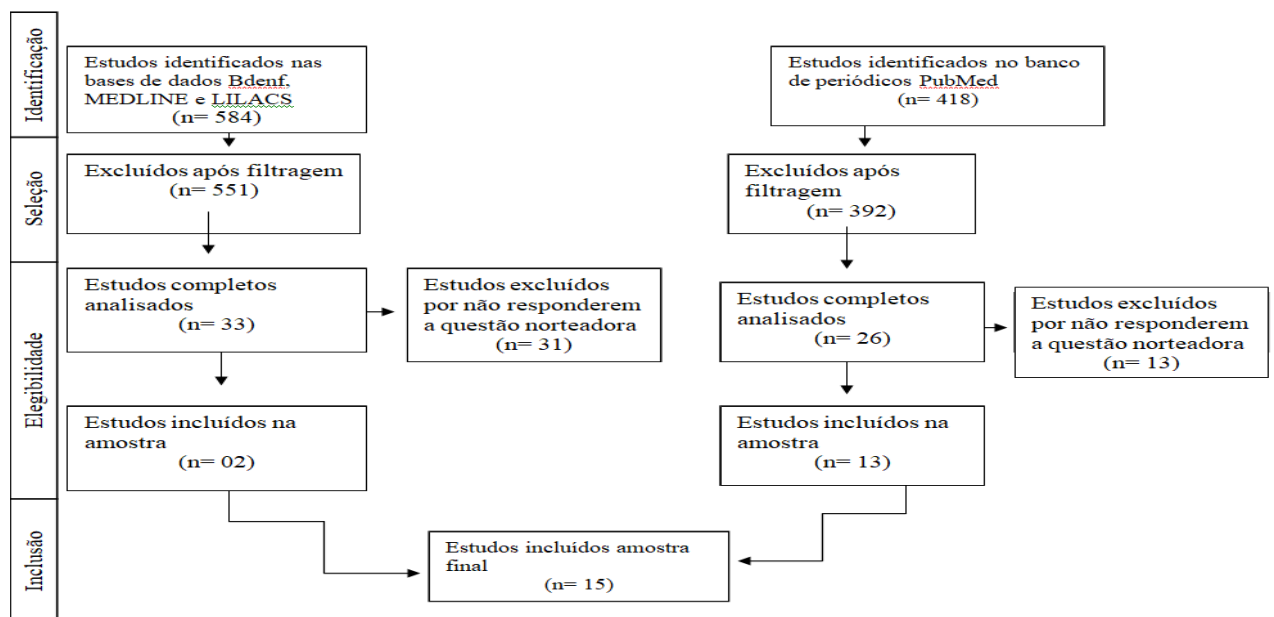 Identificação
Estudos identificados nas
bases de dados Bdenf,
MEDLINE e LILACS
(n= 584)
Estudos identificados no banco
de periódicos PubMed
(n= 418)
Seleção
Excluídos após filtragem
(n= 551)
Excluídos após
filtragem
(n= 392)
Elegibilidade
Estudos completos
analisados
(n= 33)
Estudos excluídos
por não responderem
a questão norteadora
(n= 31)
Estudos completos
analisados
(n= 26)
Estudos excluídos
por não responderem
a questão norteadora
(n= 13)
Estudos incluídos na
amostra
(n= 02)
Estudos incluídos na
amostra
(n= 13)
Inclusão
Estudos incluídos amostra
final
(n= 15)